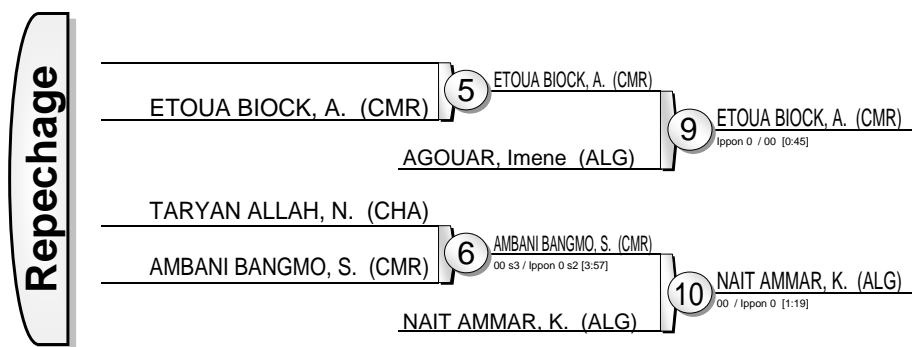 Repechage
ETOUA BIOCK, A. (CMR)
5
ETOUA BIOCK, A. (CMR)
AGOUAR, Imene (ALG)
9
ETOUA BIOCK, A. (CMR)
Ippon 0 / 00 [0:45]
TARYAN ALLAH, N. (CHA)
AMBANI BANGMO, S. (CMR)
6
AMBANI BANGMO, S. (CMR)
00 s3 / Ippon 0 s2 [3:57]
NAIT AMMAR, K. (ALG)
10
NAIT AMMAR, K. (ALG)
00 / Ippon 0 [1:19]